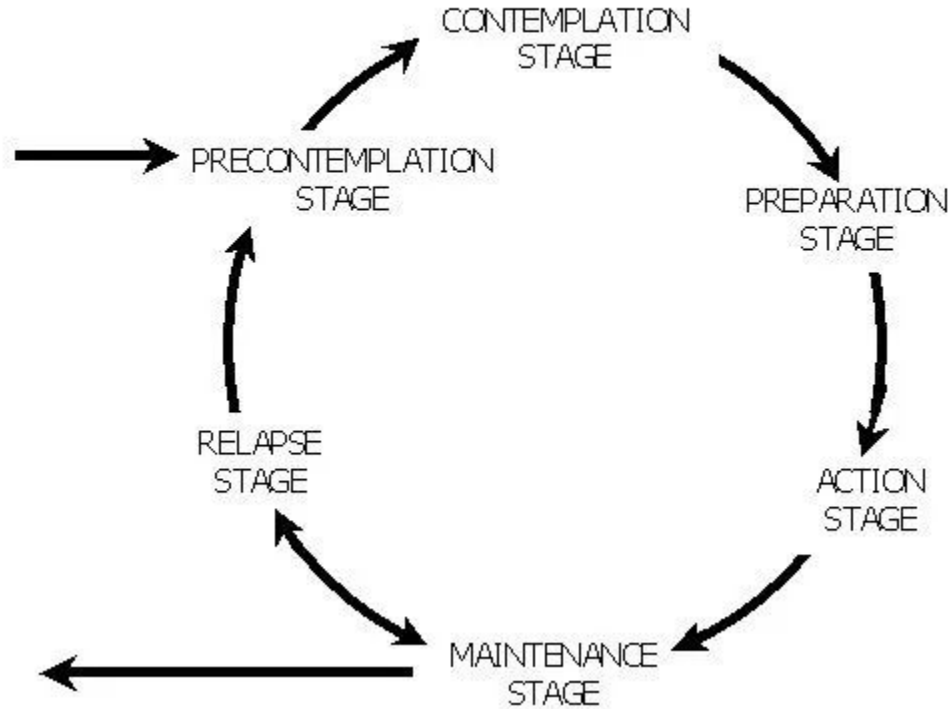 CONTEMPLATION
STAGE
PRECONTEMPLATION
STAGE
PREPARATION
STAGE
RELAPSE
STAGE
ACTION
STAGE
MAINTENANCE
STAGE